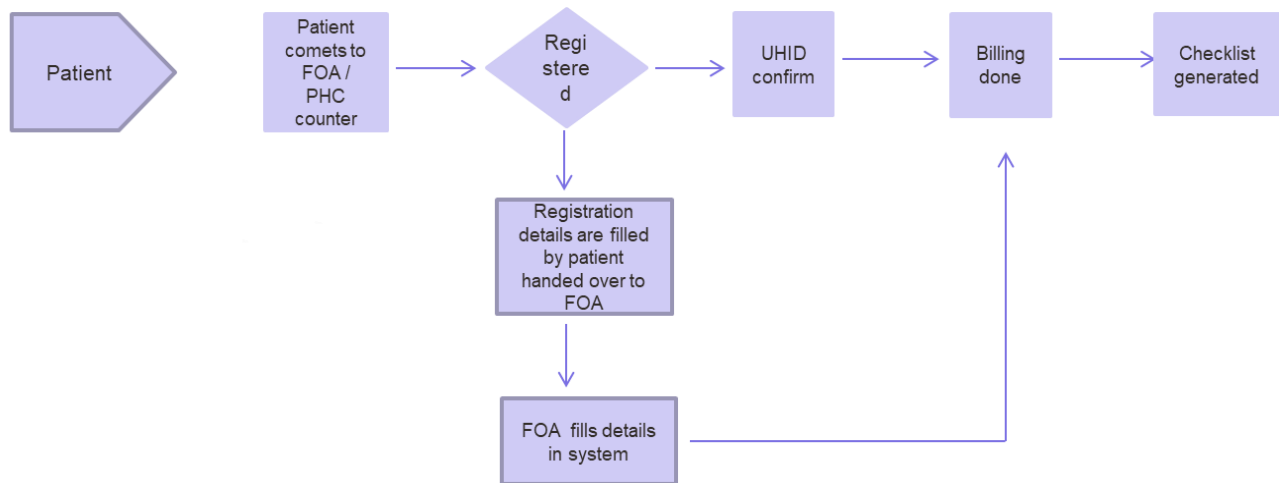 Patient
Patient
comets to
FOA /
PHC
counter
Regi
stere
d
UHID
confirm
Billing
done
Checklist
generated
Registration
details are filled
by patient
handed over to
FOA
FOA fills details
in system